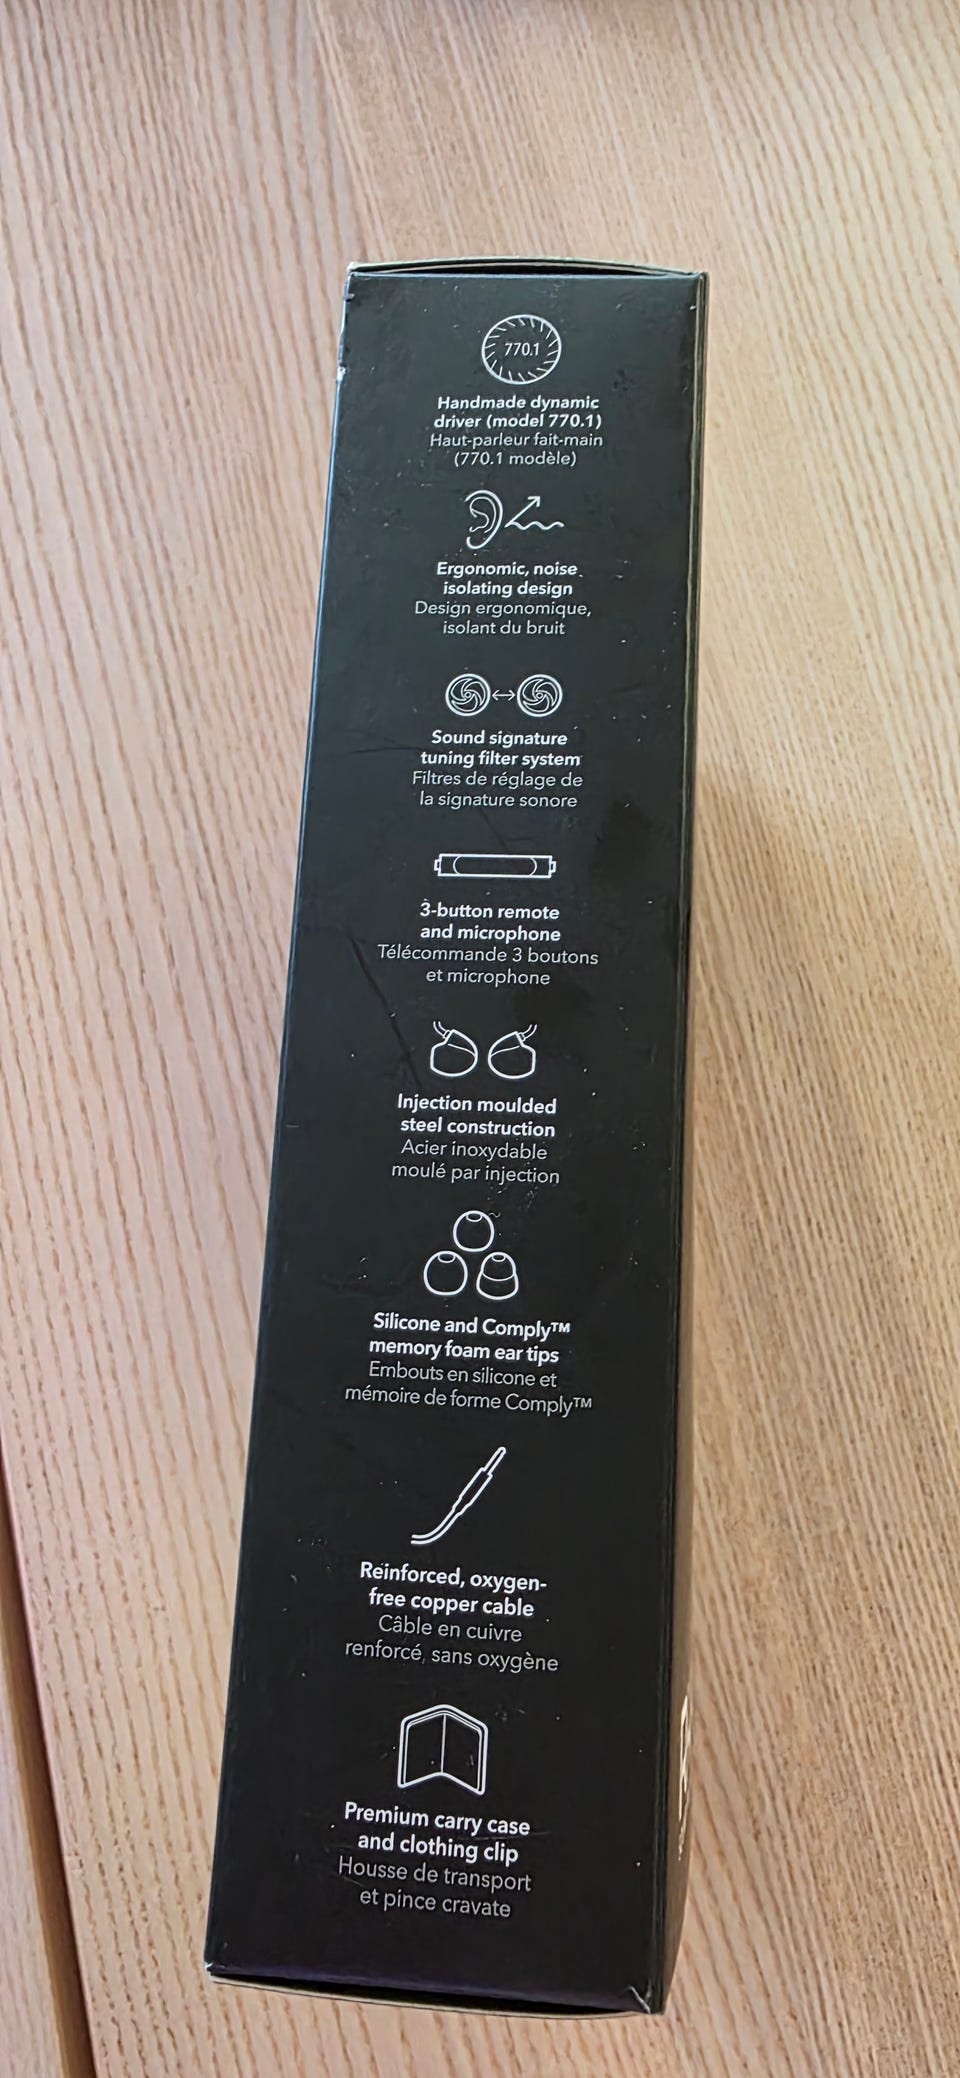 770.1
Handmade dynamic
driver (model 770.1)
Haut-parleur fait-main
(770.1 modèle)
Ergonomic, noise
isolating design
Design ergonomique,
isolant du bruit
Sound signature
tuning filter system
Filtres de réglage de
la signature sonore
3-button remote
and microphone
Télécommande 3 boutons
et microphone
Injection moulded
steel construction
Acier inoxydable
moulé par injection
Silicone and Comply™
memory foam ear tips
Embouts en silicone et
mémoire de forme Comply™
Reinforced, oxygen-
free copper cable
Câble en cuivre
renforcé, sans oxygène
Premium carry case
and clothing clip
Housse de transport
et pince cravate